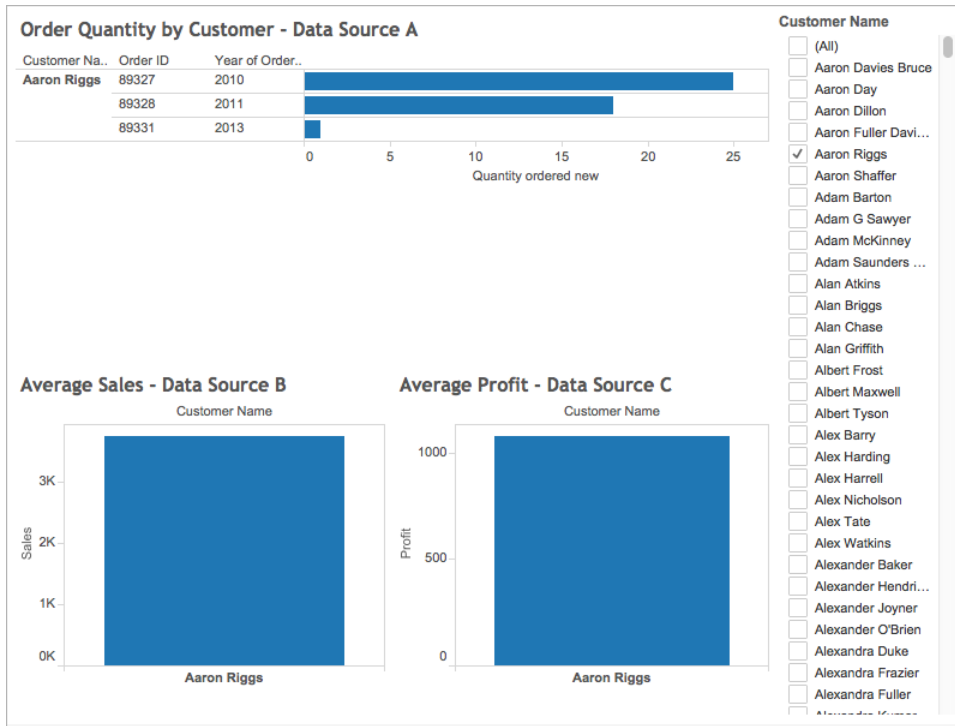 Order Quantity by Customer - Data Source A
Customer Na.. Order ID Year of Order..
Aaron Riggs 89327 2010
89328 2011
89331 2013
0 5 10 15 20 25
Quantity ordered new
Average Sales - Data Source B
Customer Name
Sales
3K
2K
1K
0K
Aaron Riggs
Average Profit - Data Source C
Customer Name
Profit
1000
500
0
Aaron Riggs
Customer Name
(All)
Aaron Davies Bruce
Aaron Day
Aaron Dillon
Aaron Fuller Davi...
Aaron Riggs
Aaron Shaffer
Adam Barton
Adam G Sawyer
Adam McKinney
Adam Saunders ...
Alan Atkins
Alan Briggs
Alan Chase
Alan Griffith
Albert Frost
Albert Maxwell
Albert Tyson
Alex Barry
Alex Harding
Alex Harrell
Alex Nicholson
Alex Tate
Alex Watkins
Alexander Baker
Alexander Hendri...
Alexander Joyner
Alexander O'Brien
Alexandra Duke
Alexandra Frazier
Alexandra Fuller